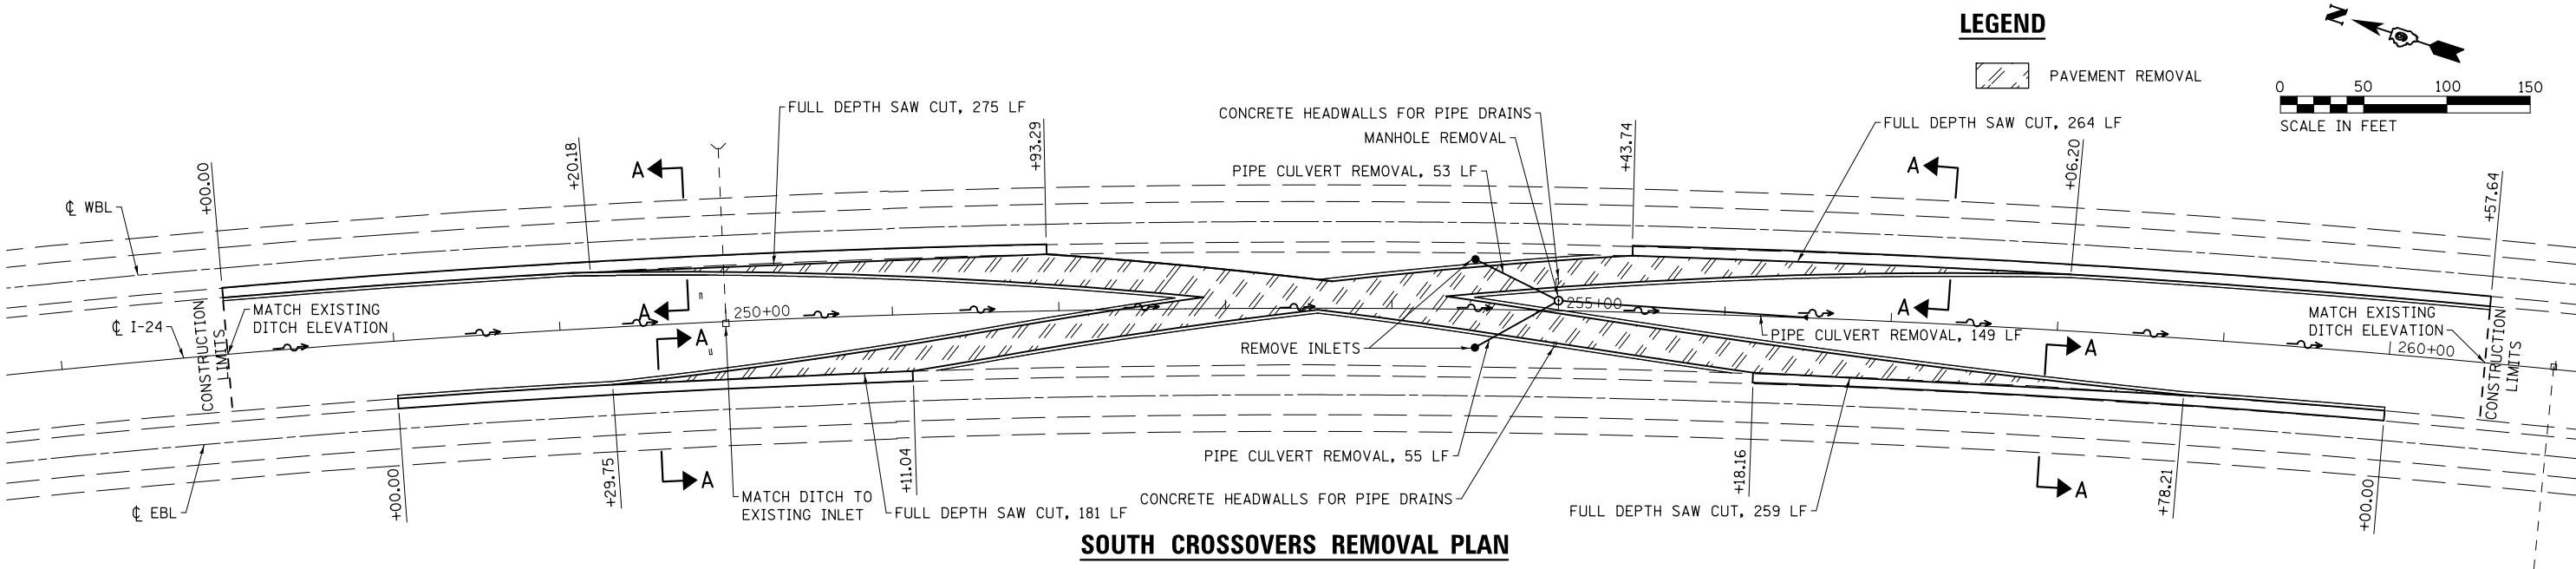 LEGEND
PAVEMENT REMOVAL
N
0 50 100 150
SCALE IN FEET
FULL DEPTH SAW CUT, 275 LF
CONCRETE HEADWALLS FOR PIPE DRAINS
MANHOLE REMOVAL
PIPE CULVERT REMOVAL, 53 LF
FULL DEPTH SAW CUT, 264 LF
+00.00
+20.18
+93.29
+43.74
+06.20
+57.64
A
A
A
A
A
A
A
A
℄ WBL
℄ I-24
℄ EBL
CONSTRUCTION
LIMITS
MATCH EXISTING
DITCH ELEVATION
250+00
255+00
260+00
PIPE CULVERT REMOVAL, 149 LF
MATCH EXISTING
DITCH ELEVATION
CONSTRUCTION
LIMITS
REMOVE INLETS
+00.00
+29.75
+11.04
+18.16
+78.21
+00.00
MATCH DITCH TO
EXISTING INLET
FULL DEPTH SAW CUT, 181 LF
PIPE CULVERT REMOVAL, 55 LF
CONCRETE HEADWALLS FOR PIPE DRAINS
FULL DEPTH SAW CUT, 259 LF
SOUTH CROSSOVERS REMOVAL PLAN